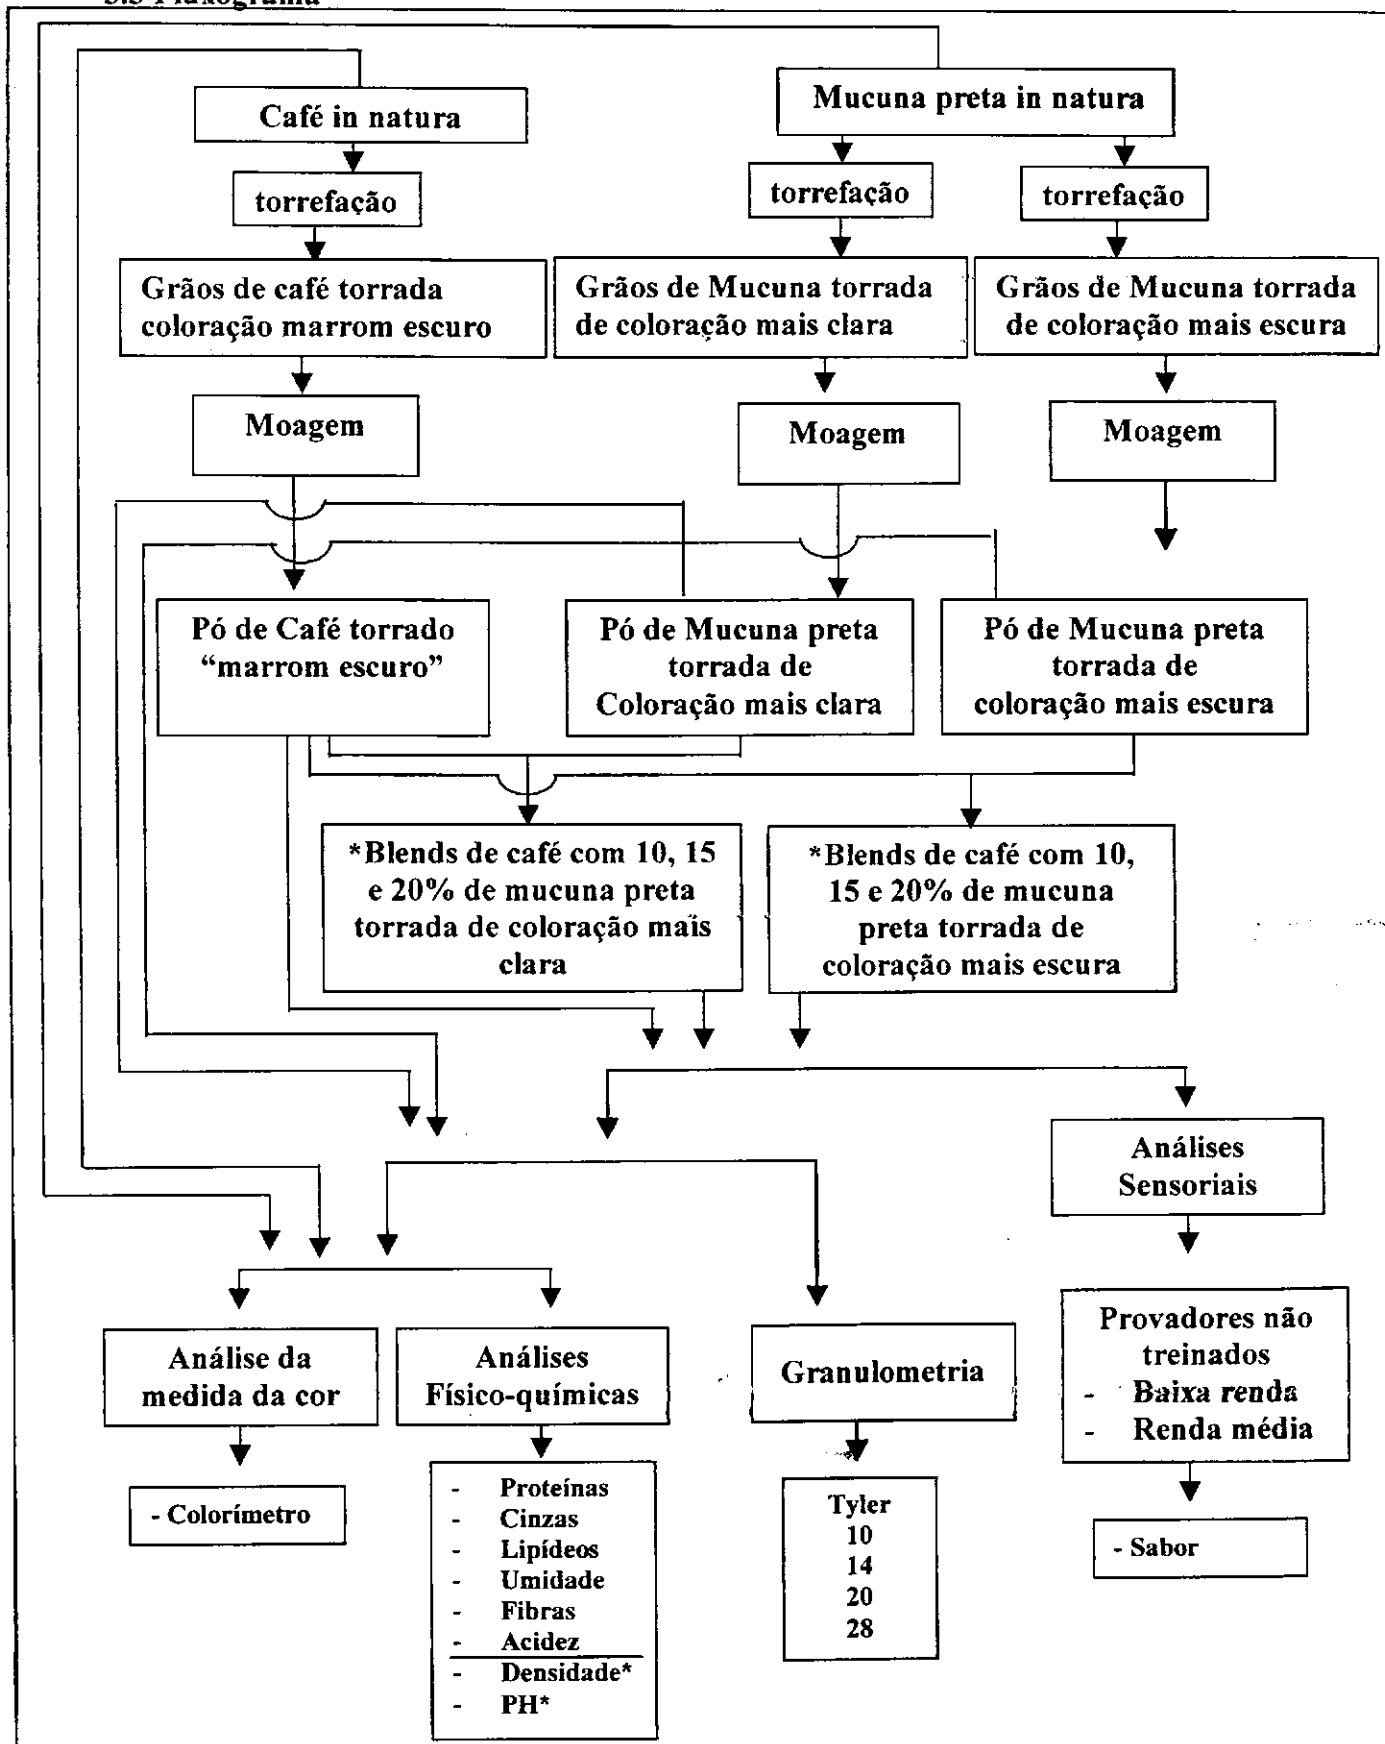 3.3 Fluxograma
Café in natura
Mucuna preta in natura
torrefação
torrefação
torrefação
Grãos de café torrada
coloração marrom escuro
Grãos de Mucuna torrada
de coloração mais clara
Grãos de Mucuna torrada
de coloração mais escura
Moagem
Moagem
Moagem
Pó de Café torrado
“marrom escuro”
Pó de Mucuna preta
torrada de
Coloração mais clara
Pó de Mucuna preta
torrada de
coloração mais escura
*Blends de café com 10, 15
e 20% de mucuna preta
torrada de coloração mais
clara
*Blends de café com 10,
15 e 20% de mucuna
preta torrada de
coloração mais escura
Análises
Sensoriais
Análise da
medida da cor
Análises
Físico-químicas
Granulometria
Provadores não
treinados
- Baixa renda
- Renda média
- Colorímetro
- Proteínas
- Cinzas
- Lipídeos
- Umidade
- Fibras
- Acidez
- Densidade*
- PH*
Tyler
10
14
20
28
- Sabor